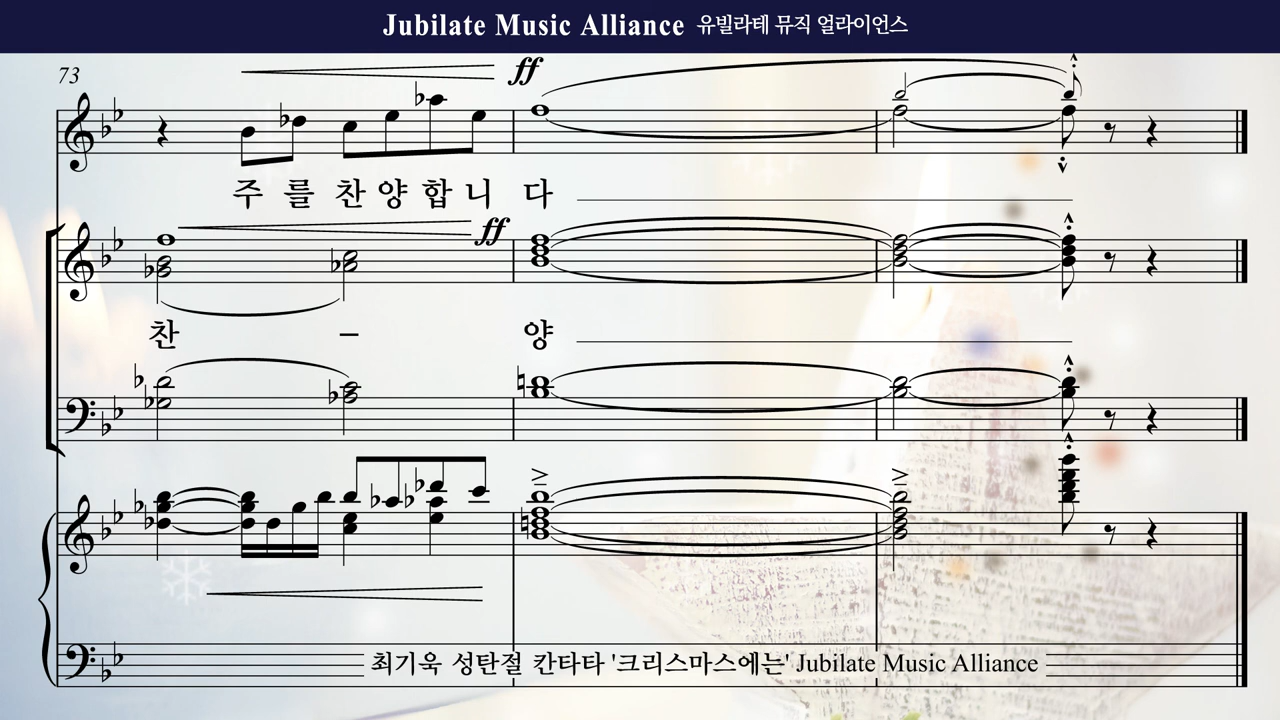 Jubilate Music Alliance 유빌라테 뮤직 얼라이언스
73
ff
주 를 찬 양 합 니 다
ff
찬 – 양
최기욱 성탄절 칸타타 '크리스마스에는' Jubilate Music Alliance